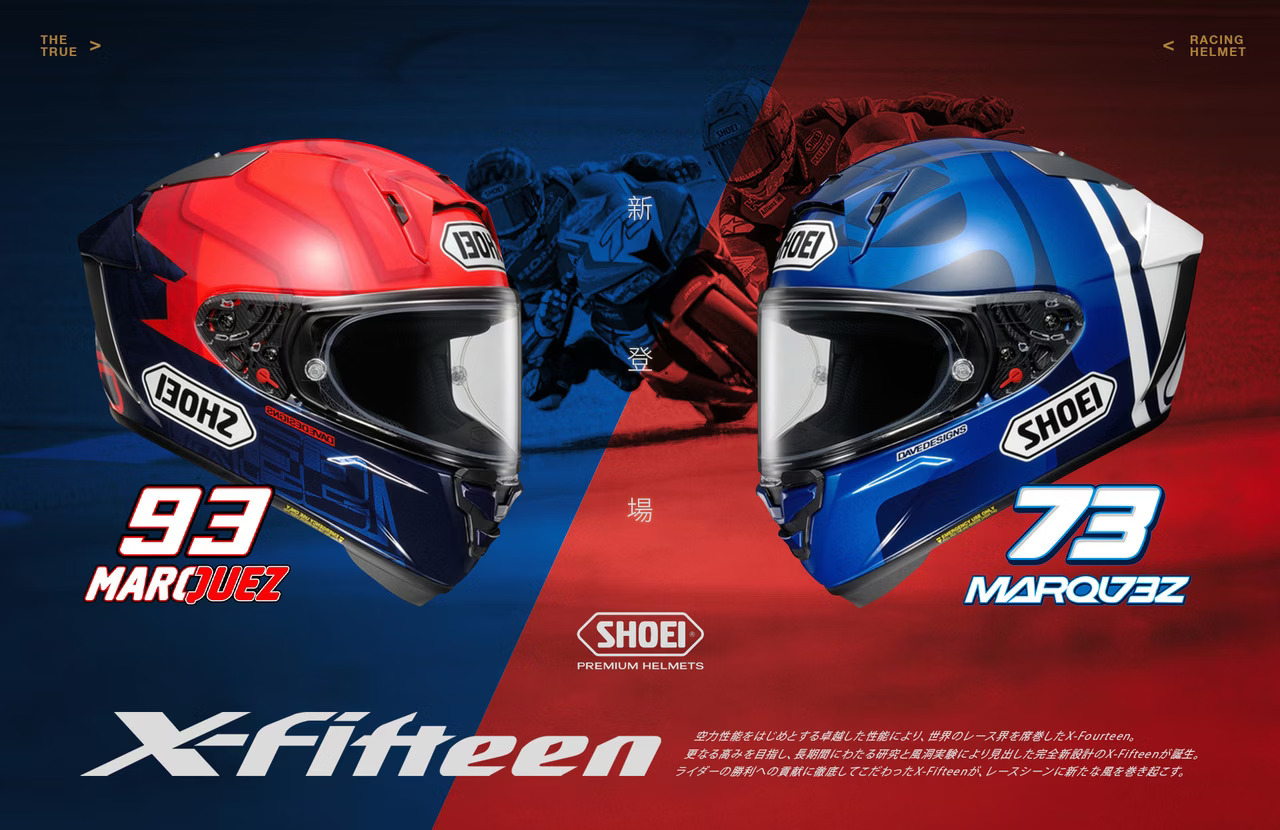 THE
TRUE >
< RACING
HELMET
新
登
場
SHOEI
SHOEI
SHOEI
SHOEI
DAVEDESIGNS
DAVEDESIGNS
EMERGENCY USE ONLY
93
MARQUEZ
73
MARQU73Z
SHOEI
PREMIUM HELMETS
X-Fifteen
空力性能をはじめとする卓越した性能により、世界のレース界を席巻したX-Fourteen。
更なる高みを目指し、長期間にわたる研究と風洞実験により見出した完全新設計のX-Fifteenが誕生。
ライダーの勝利への貢献に徹底してこだわったX-Fifteenが、レースシーンに新たな風を巻き起こす。